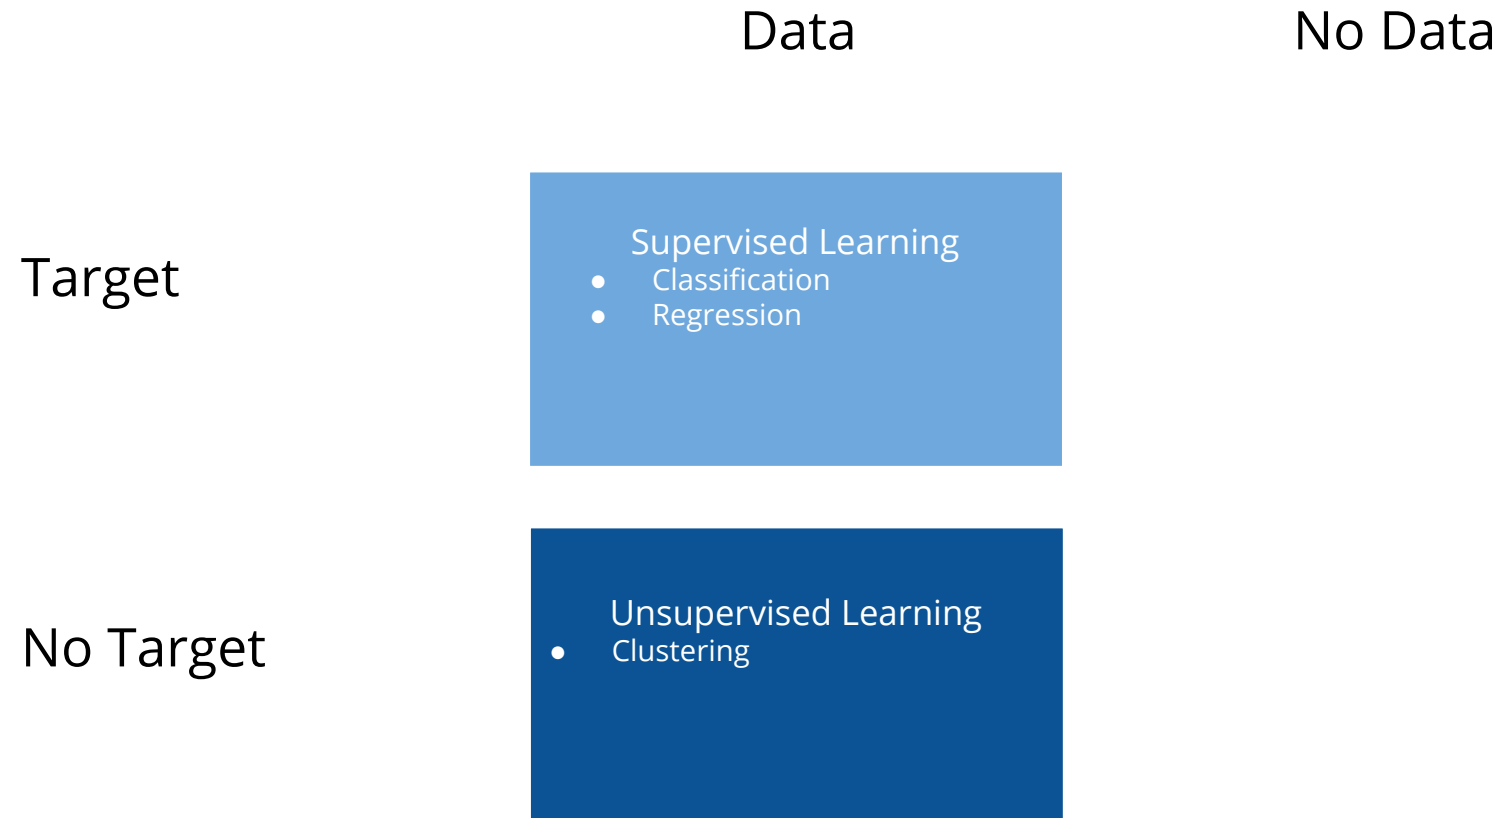 Data
No Data
Target
Supervised Learning
● Classification
● Regression
No Target
Unsupervised Learning
● Clustering